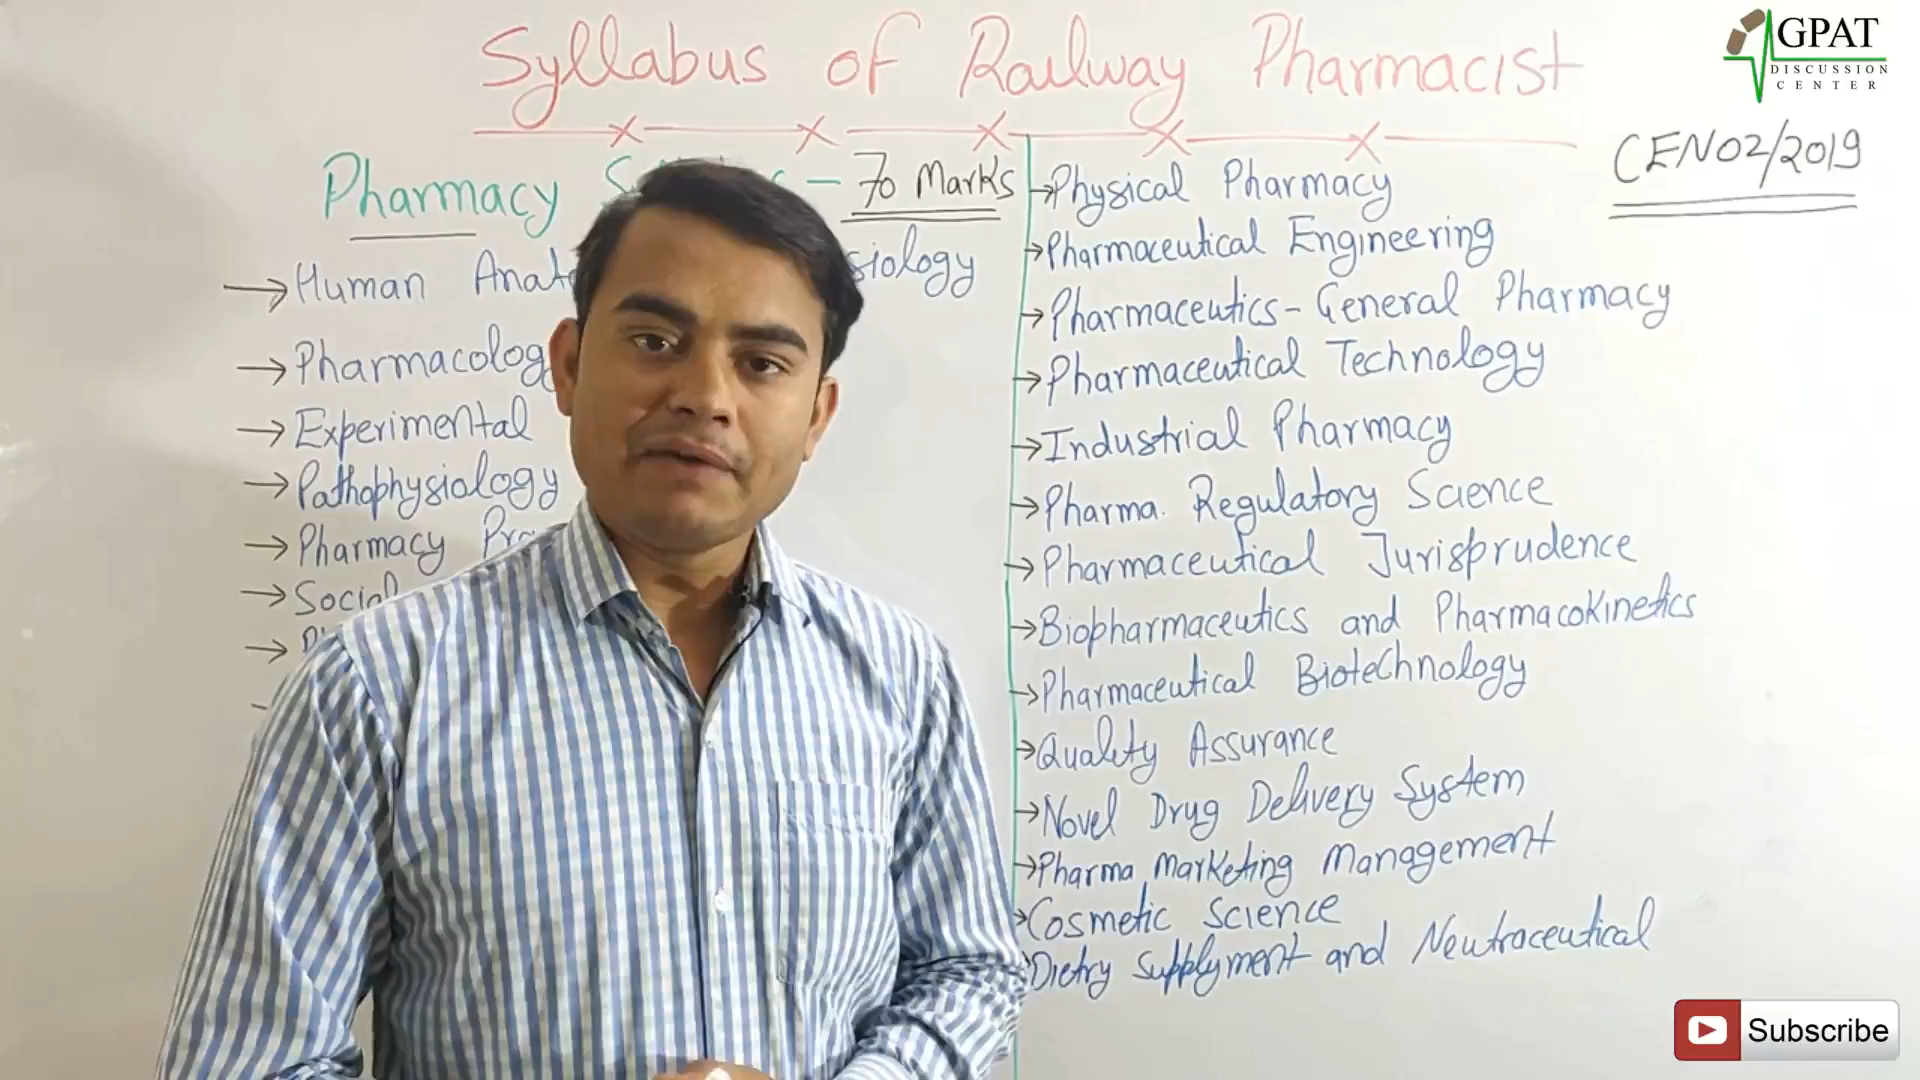 Syllabus of Railway Pharmacist
GPAT
DISCUSSION
CENTER
CEN02/2019
Pharmacy - 70 Marks
→Human
→Pharmacology
→Experimental
→Pathophysiology
→Pharmacy
→Social
→Physical Pharmacy
→Pharmaceutical Engineering
→Pharmaceutics - General Pharmacy
→Pharmaceutical Technology
→Industrial Pharmacy
→Pharma. Regulatory Science
→Pharmaceutical Jurisprudence
→Biopharmaceutics and Pharmacokinetics
→Pharmaceutical Biotechnology
→Quality Assurance
→Novel Drug Delivery System
→Pharma Marketing Management
→Cosmetic Science
→Dietry Supplyment and Neutraceutical
Subscribe